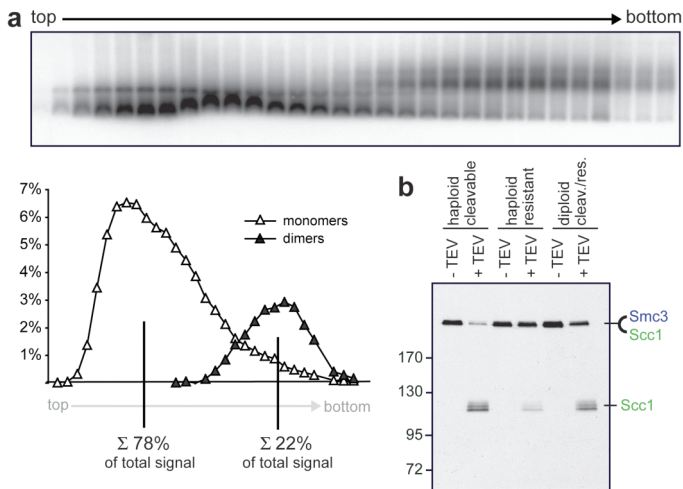 a top bottom
7%
6%
5%
4%
3%
2%
1%
monomers
dimers
top bottom
Σ 78%
of total signal
Σ 22%
of total signal
b
haploid
cleavable
haploid
resistant
diploid
cleav./res.
- TEV
+ TEV
- TEV
+ TEV
- TEV
+ TEV
170
130
95
72
Smc3
Scc1
Scc1